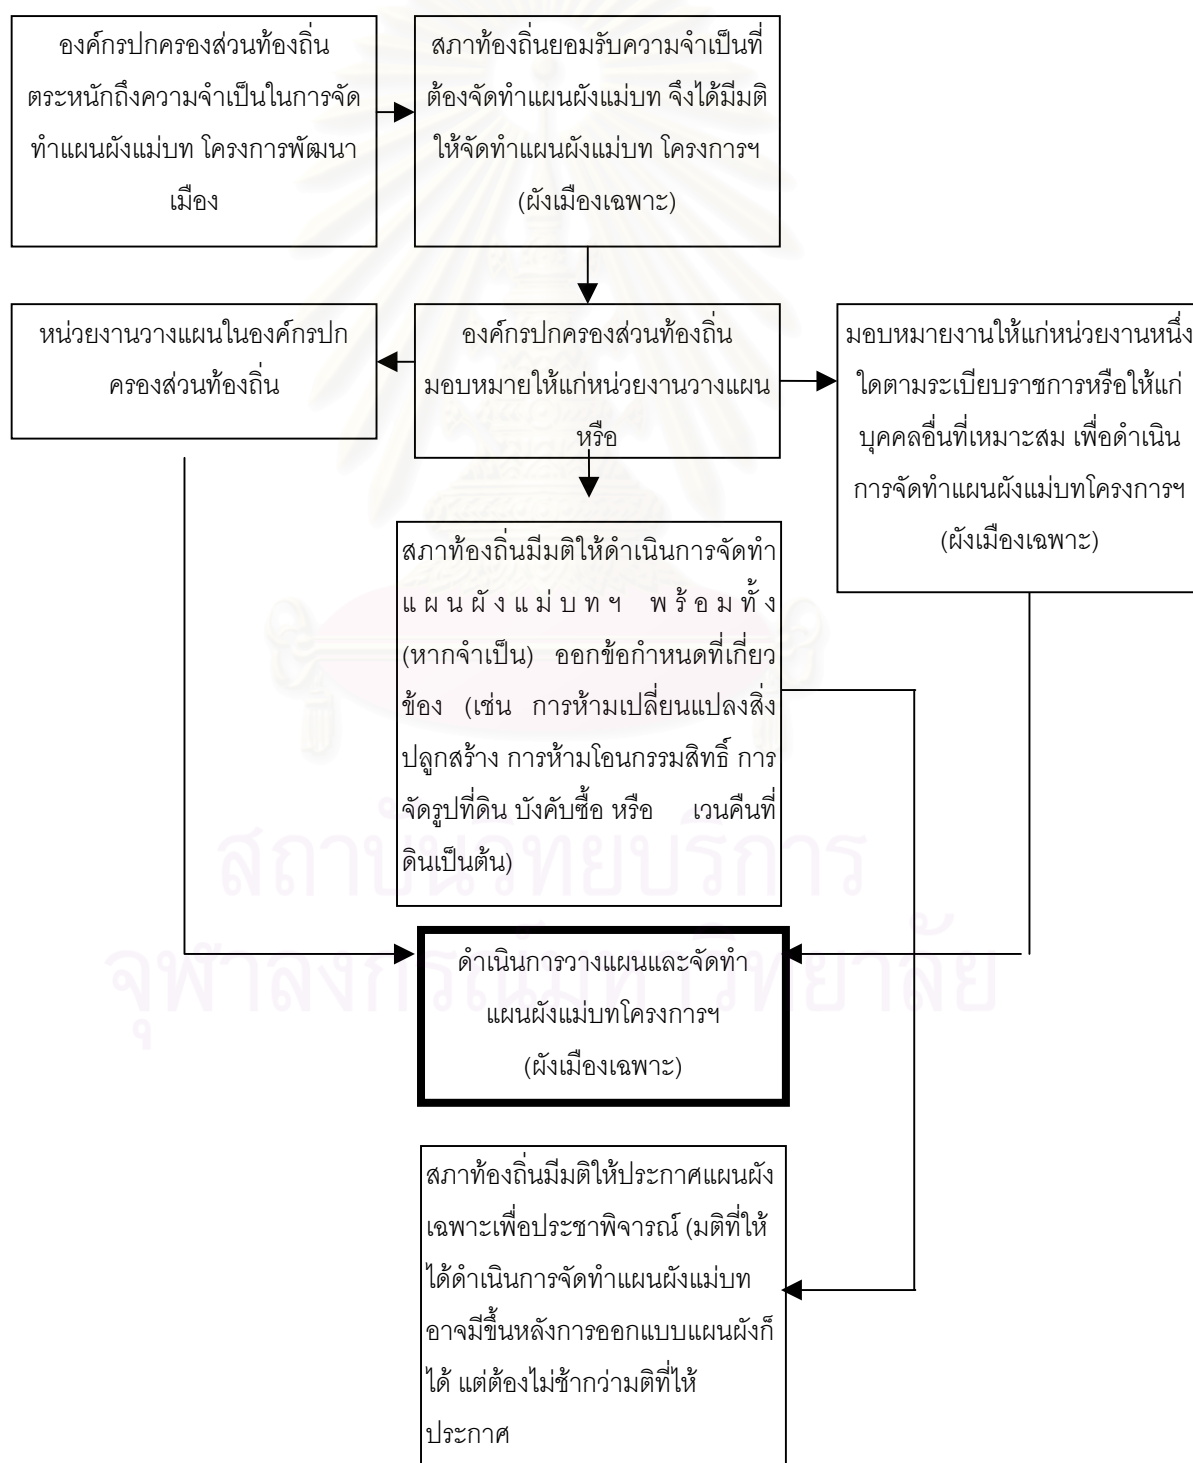 องค์กรปกครองส่วนท้องถิ่น
ตระหนักถึงความจำเป็นในการจัด
ทำแผนผังแม่บท โครงการพัฒนา
เมือง
สภาท้องถิ่นยอมรับความจำเป็นที่
ต้องจัดทำแผนผังแม่บท จึงได้มีมติ
ให้จัดทำแผนผังแม่บท โครงการฯ
(ผังเมืองเฉพาะ)
หน่วยงานวางแผนในองค์กรปก
ครองส่วนท้องถิ่น
องค์กรปกครองส่วนท้องถิ่น
มอบหมายให้แก่หน่วยงานวางแผน
หรือ
มอบหมายงานให้แก่หน่วยงานหนึ่ง
ใดตามระเบียบราชการหรือให้แก่
บุคคลอื่นที่เหมาะสม เพื่อดำเนิน
การจัดทำแผนผังแม่บทโครงการฯ
(ผังเมืองเฉพาะ)
สภาท้องถิ่นมีมติให้ดำเนินการจัดทำ
แผนผังแม่บทฯ พร้อมทั้ง
(หากจำเป็น) ออกข้อกำหนดที่เกี่ยว
ข้อง (เช่น การห้ามเปลี่ยนแปลงสิ่ง
ปลูกสร้าง การห้ามโอนกรรมสิทธิ์ การ
จัดรูปที่ดิน บังคับซื้อ หรือ เวนคืนที่
ดินเป็นต้น)
สถาบันวิทยบริการ
จุฬาลงกรณ์มหาวิทยาลัย
ดำเนินการวางแผนและจัดทำ
แผนผังแม่บทโครงการฯ
(ผังเมืองเฉพาะ)
สภาท้องถิ่นมีมติให้ประกาศแผนผัง
เฉพาะเพื่อประชาพิจารณ์ (มติที่ให้
ได้ดำเนินการจัดทำแผนผังแม่บท
อาจมีขึ้นหลังการออกแบบแผนผังก็
ได้ แต่ต้องไม่ช้ากว่ามติที่ให้
ประกาศ